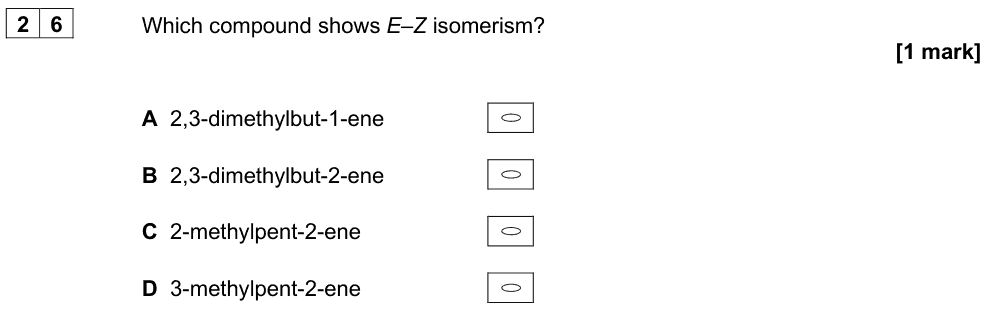 2 6 Which compound shows E–Z isomerism?
[1 mark]
A 2,3-dimethylbut-1-ene
B 2,3-dimethylbut-2-ene
C 2-methylpent-2-ene
D 3-methylpent-2-ene